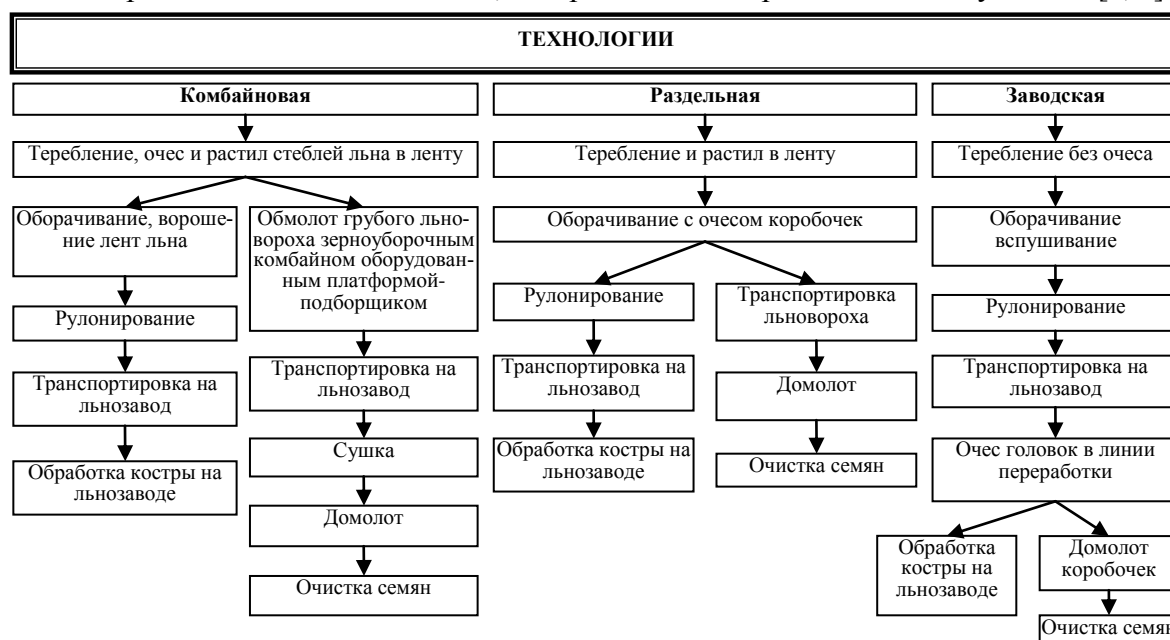 ТЕХНОЛОГИИ
Комбайновая
Раздельная
Заводская
Теребление, очес и растил стеблей льна в ленту
Теребление и растил в ленту
Теребление без очеса
Оборачивание, вороше-
ние лент льна
Обмолот грубого льно-
вороха зерноуборочным
комбайном оборудован-
ным платформой-
подборщиком
Оборачивание с очесом коробочек
Оборачивание
вспушивание
Рулонирование
Рулонирование
Транспортировка
льновороха
Рулонирование
Транспортировка на
льнозавод
Транспортировка на
льнозавод
Транспортировка на
льнозавод
Домолот
Транспортировка на
льнозавод
Обработка костры на
льнозаводе
Сушка
Обработка костры на
льнозаводе
Очистка семян
Очес головок в линии
переработки
Домолот
Обработка
костры на
льнозаводе
Домолот
коробочек
Очистка семян
Очистка семян